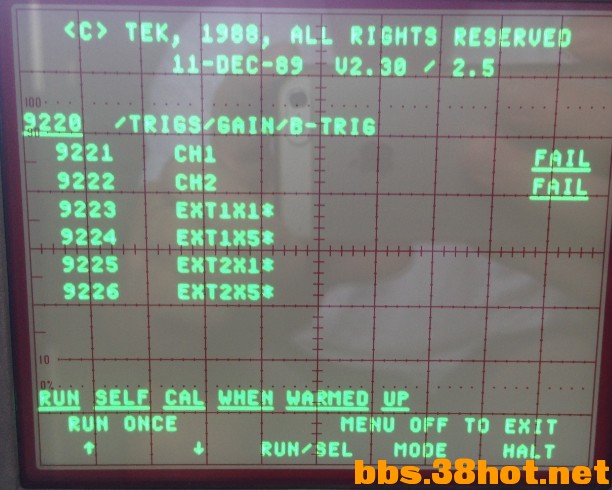 <C> TEK, 1988, ALL RIGHTS RESERVED
11-DEC-89 V2.30 / 2.5
100
90
9220 /TRIGS/GAIN/B-TRIG
9221 CH1 FAIL
9222 CH2 FAIL
9223 EXT1X1*
9224 EXT1X5*
9225 EXT2X1*
9226 EXT2X5*
10
0%
RUN SELF CAL WHEN WARMED UP
RUN ONCE MENU OFF TO EXIT
↑ ↓ RUN/SEL MODE HALT
bbs.38hot.net